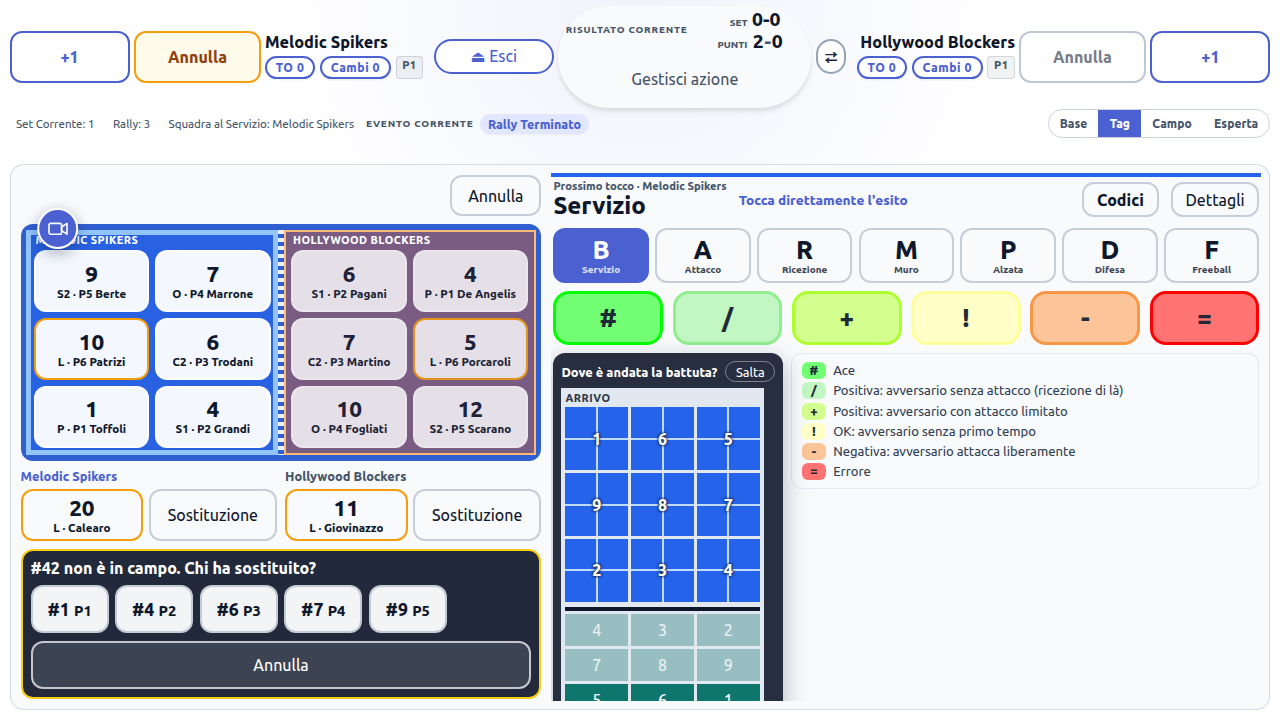 +1
Annulla
Melodic Spikers
TO 0
Cambi 0
P1
⏏ Esci
RISULTATO CORRENTE
SET 0-0
PUNTI 2-0
Gestisci azione
⇄
Hollywood Blockers
TO 0
Cambi 0
P1
Annulla
+1
Set Corrente: 1
Rally: 3
Squadra al Servizio: Melodic Spikers
EVENTO CORRENTE
Rally Terminato
Base
Tag
Campo
Esperta
Annulla
SPIKERS
9
S2 · P5 Berte
7
O · P4 Marrone
10
L · P6 Patrizi
6
C2 · P3 Trodani
1
P · P1 Toffoli
4
S1 · P2 Grandi
HOLLYWOOD BLOCKERS
6
S1 · P2 Pagani
4
P · P1 De Angelis
7
C2 · P3 Martino
5
L · P6 Porcaroli
10
O · P4 Fogliati
12
S2 · P5 Scarano
Melodic Spikers
20
L · Calearo
Sostituzione
Hollywood Blockers
11
L · Giovinazzo
Sostituzione
#42 non è in campo. Chi ha sostituito?
#1 P1
#4 P2
#6 P3
#7 P4
#9 P5
Annulla
Prossimo tocco · Melodic Spikers
Servizio
Tocca direttamente l'esito
Codici
Dettagli
B
Servizio
A
Attacco
R
Ricezione
M
Muro
P
Alzata
D
Difesa
F
Freeball
#
/
+
!
-
=
Dove è andata la battuta?
Salta
ARRIVO
1 6 5
9 8 7
2 3 4
4 3 2
7 8 9
5 6 1
# Ace
/ Positiva: avversario senza attacco (ricezione di là)
+ Positiva: avversario con attacco limitato
! OK: avversario senza primo tempo
- Negativa: avversario attacca liberamente
= Errore